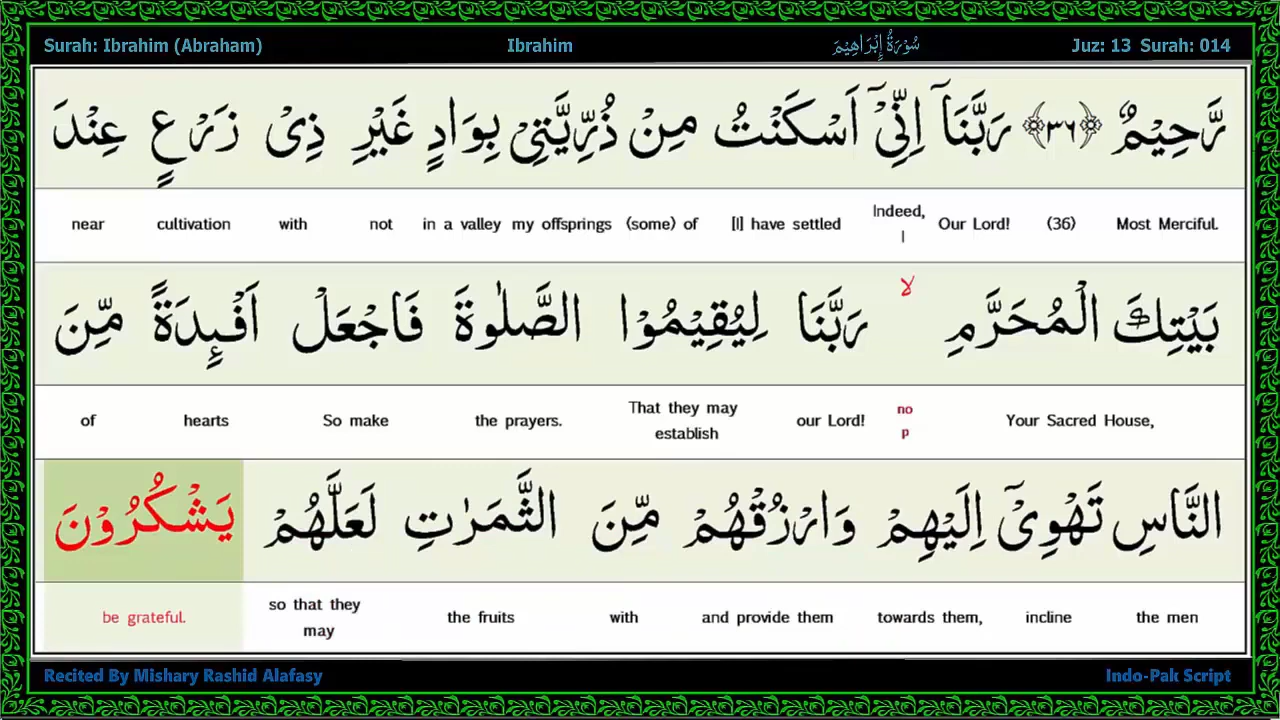 Surah: Ibrahim (Abraham) Ibrahim سُوْرَةُ إِبْرَاهِيْمَ Juz: 13 Surah: 014
رَّحِيْمٌ ﴿٣٦﴾ رَبَّنَاۤ اِنِّىْۤ اَسْكَنْتُ مِنْ ذُرِّيَّتِىْ بِوَادٍ غَيْرِ ذِىْ زَرْعٍ عِنْدَ
near cultivation with not in a valley my offsprings (some) of [I] have settled Indeed, I Our Lord! (36) Most Merciful.
بَيْتِكَ الْمُحَرَّمِ ۙ رَبَّنَا لِيُقِيْمُوْا الصَّلٰوةَ فَاجْعَلْ اَفْـِٕدَةً مِّنَ
of hearts So make the prayers. That they may establish our Lord! no p Your Sacred House,
النَّاسِ تَهْوِىْۤ اِلَيْهِمْ وَارْزُقْهُمْ مِّنَ الثَّمَرٰتِ لَعَلَّهُمْ يَشْكُرُوْنَ
be grateful. so that they may the fruits with and provide them towards them, incline the men
Recited By Mishary Rashid Alafasy Indo-Pak Script